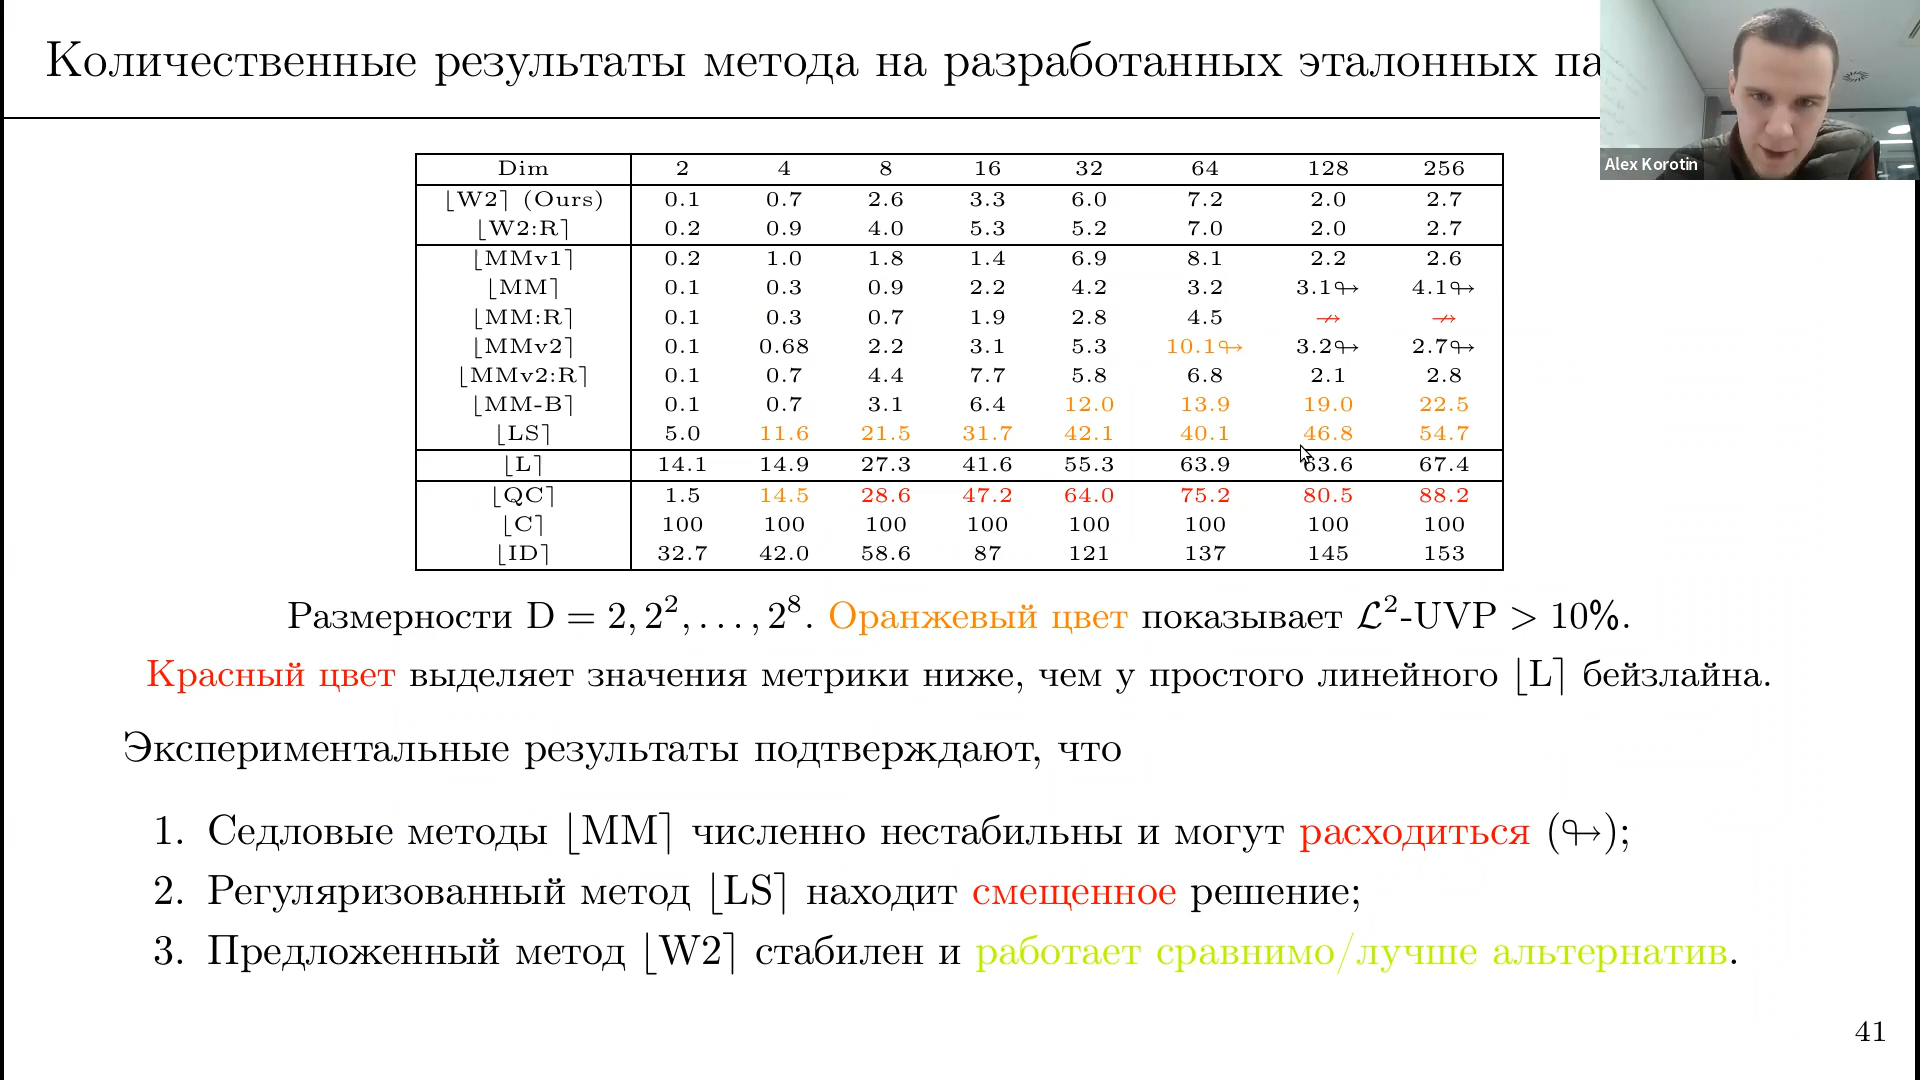 Количественные результаты метода на разработанных эталонных па
Alex Korotin
Dim 2 4 8 16 32 64 128 256
⌊W2⌉ (Ours) 0.1 0.7 2.6 3.3 6.0 7.2 2.0 2.7
⌊W2:R⌉ 0.2 0.9 4.0 5.3 5.2 7.0 2.0 2.7
⌊MMv1⌉ 0.2 1.0 1.8 1.4 6.9 8.1 2.2 2.6
⌊MM⌉ 0.1 0.3 0.9 2.2 4.2 3.2 3.1↬ 4.1↬
⌊MM:R⌉ 0.1 0.3 0.7 1.9 2.8 4.5 ↛ ↛
⌊MMv2⌉ 0.1 0.68 2.2 3.1 5.3 10.1↬ 3.2↬ 2.7↬
⌊MMv2:R⌉ 0.1 0.7 4.4 7.7 5.8 6.8 2.1 2.8
⌊MM-B⌉ 0.1 0.7 3.1 6.4 12.0 13.9 19.0 22.5
⌊LS⌉ 5.0 11.6 21.5 31.7 42.1 40.1 46.8 54.7
⌊L⌉ 14.1 14.9 27.3 41.6 55.3 63.9 63.6 67.4
⌊QC⌉ 1.5 14.5 28.6 47.2 64.0 75.2 80.5 88.2
⌊C⌉ 100 100 100 100 100 100 100 100
⌊ID⌉ 32.7 42.0 58.6 87 121 137 145 153
Размерности D = 2, 2², . . . , 2⁸. Оранжевый цвет показывает ℒ²-UVP > 10%.
Красный цвет выделяет значения метрики ниже, чем у простого линейного ⌊L⌉ бейзлайна.
Экспериментальные результаты подтверждают, что
1. Седловые методы ⌊MM⌉ численно нестабильны и могут расходиться (↬);
2. Регуляризованный метод ⌊LS⌉ находит смещенное решение;
3. Предложенный метод ⌊W2⌉ стабилен и работает сравнимо/лучше альтернатив.
41